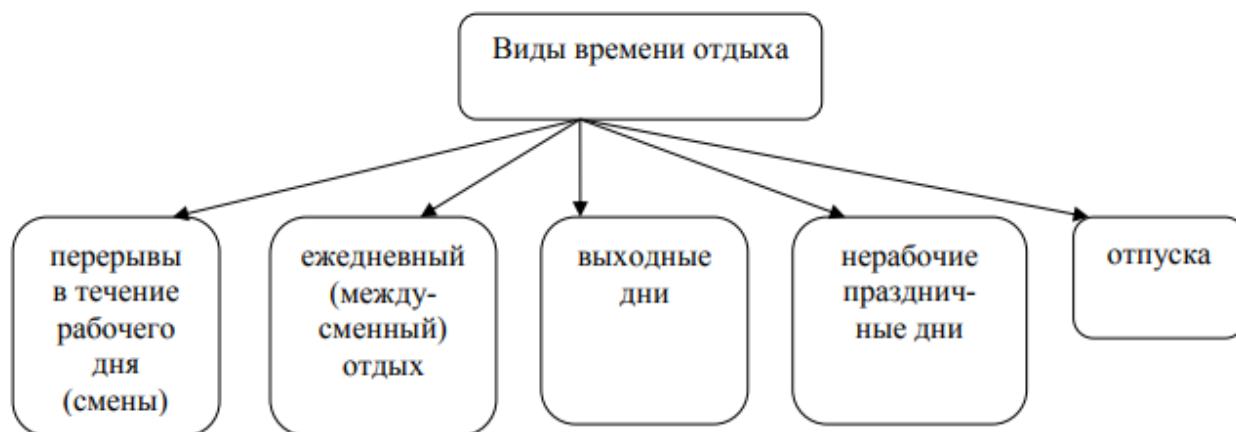 Виды времени отдыха
перерывы
в течение
рабочего
дня
(смены)
ежедневный
(между-
сменный)
отдых
выходные
дни
нерабочие
празднич-
ные дни
отпуска